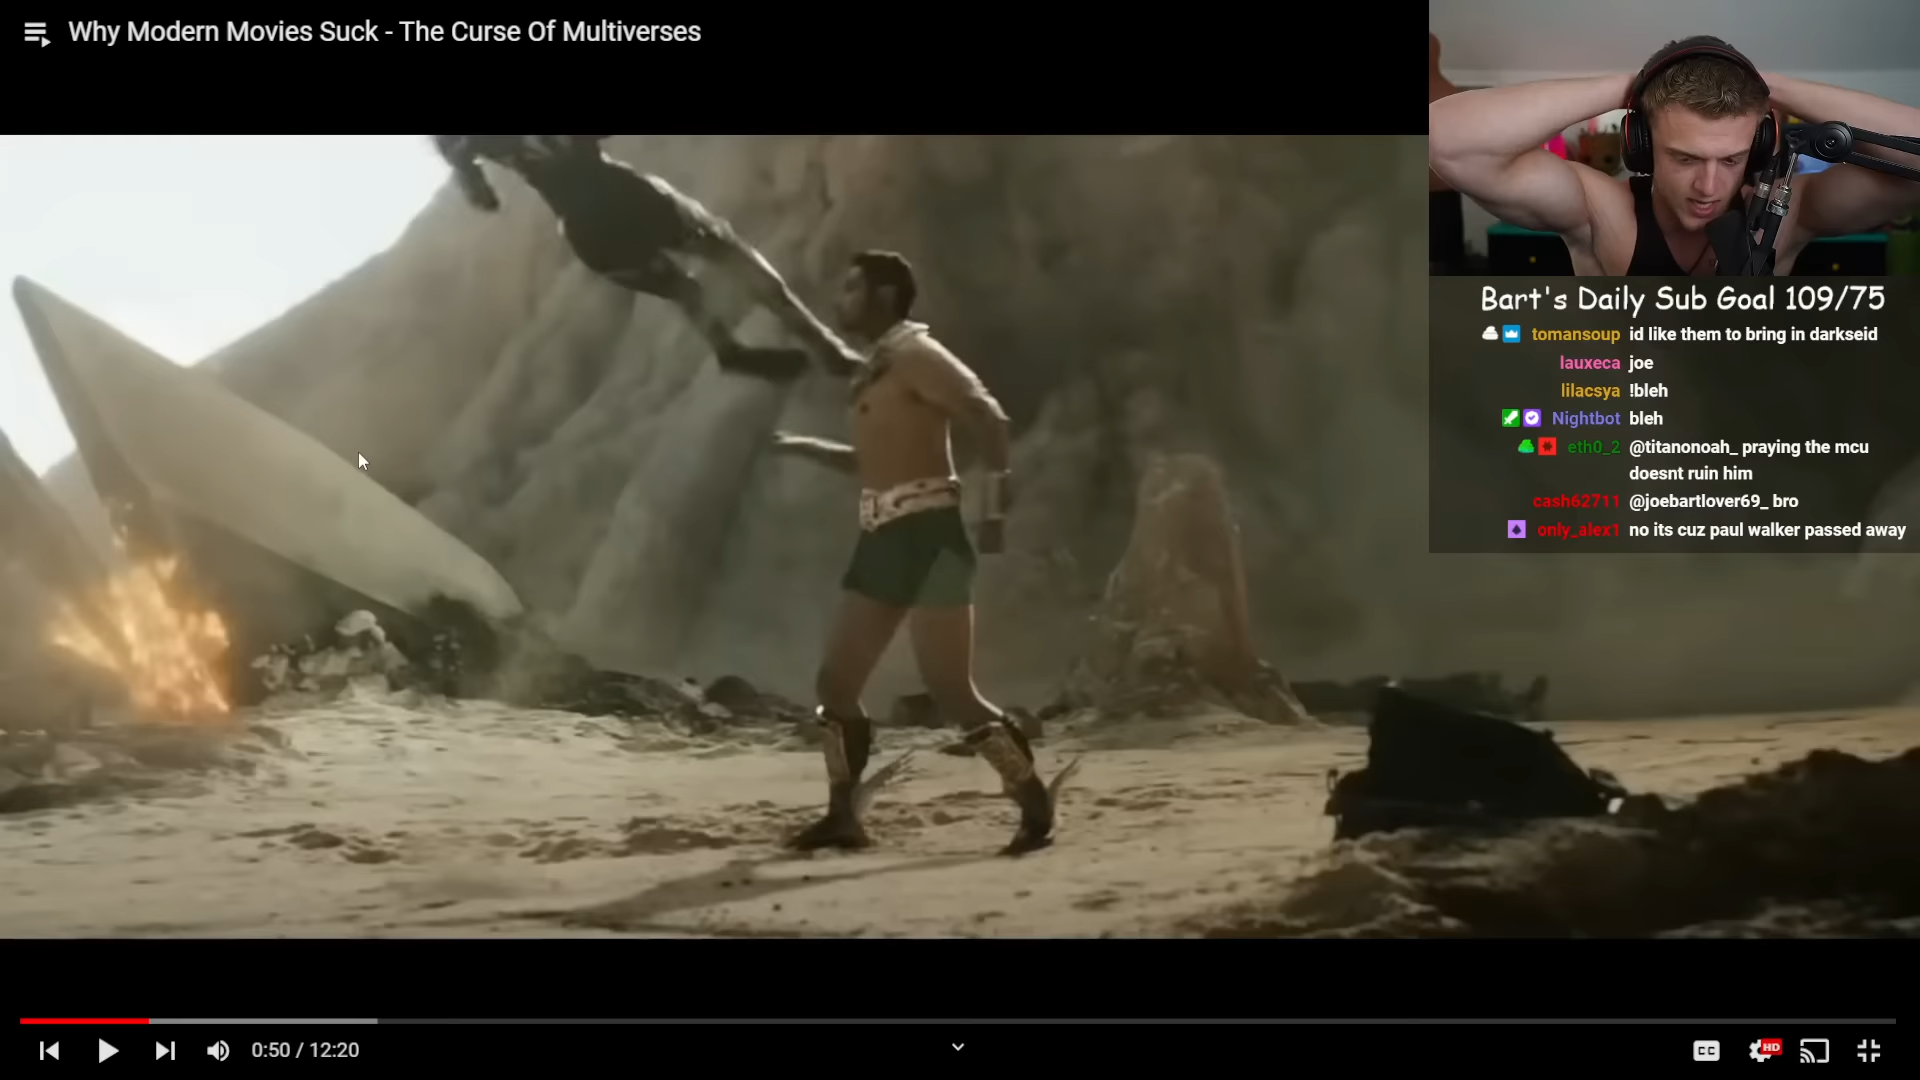 Why Modern Movies Suck - The Curse Of Multiverses
Bart's Daily Sub Goal 109/75
tomansoup id like them to bring in darkseid
lauxeca joe
lilacsya !bleh
Nightbot bleh
eth0_2 @titanonoah_ praying the mcu
doesnt ruin him
cash62711 @joebartlover69_ bro
only_alex1 no its cuz paul walker passed away
0:50 / 12:20
CC
HD